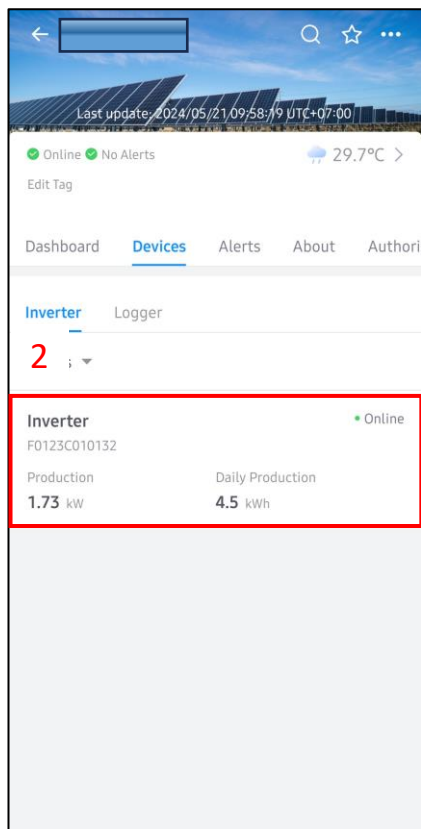 Last update: 2024/05/21 09:58:19 UTC+07:00
Online No Alerts 29.7°C
Edit Tag
Dashboard Devices Alerts About Authori
Inverter Logger
2
Inverter Online
F0123C010132
Production Daily Production
1.73 kW 4.5 kWh